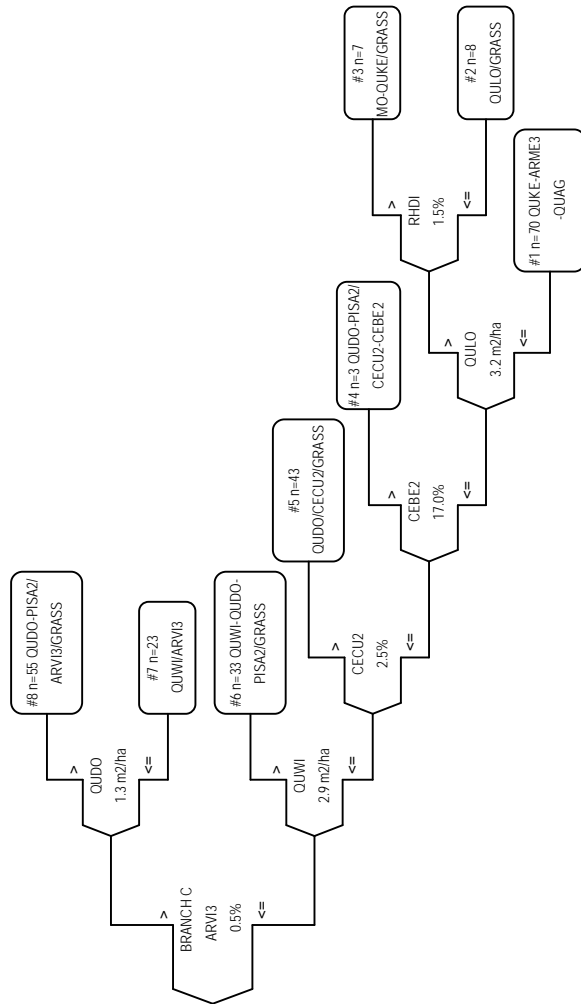 BRANCH C
ARVI3
0.5%
>
<=
QUDO
1.3 m2/ha
>
<=
#8 n=55 QUDO-PISA2/
ARVI3/GRASS
#7 n=23
QUWI/ARVI3
QUWI
2.9 m2/ha
>
<=
#6 n=33 QUWI-QUDO-
PISA2/GRASS
CECU2
2.5%
>
<=
#5 n=43
QUDO/CECU2/GRASS
CEBE2
17.0%
>
<=
#4 n=3 QUDO-PISA2/
CECU2-CEBE2
QULO
3.2 m2/ha
>
<=
RHDI
1.5%
>
<=
#3 n=7
MO-QUKE/GRASS
#2 n=8
QULO/GRASS
#1 n=70 QUKE-ARME3
-QUAG